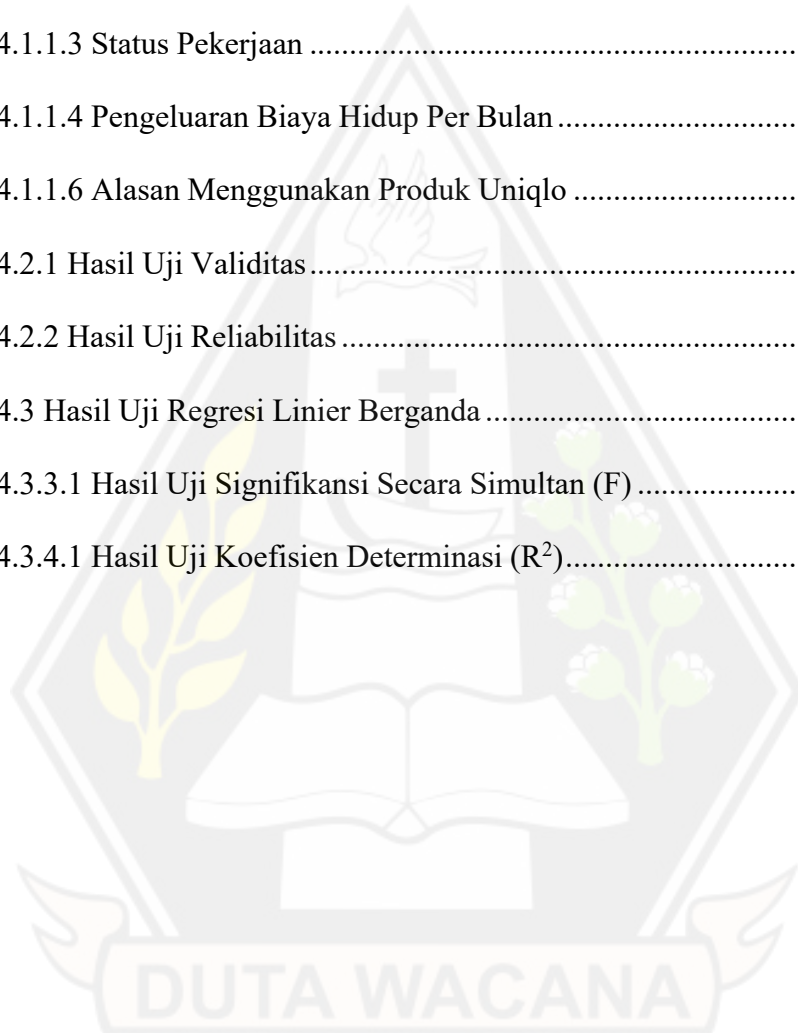 4.1.1.3 Status Pekerjaan ....................................................
4.1.1.4 Pengeluaran Biaya Hidup Per Bulan ..........................
4.1.1.6 Alasan Menggunakan Produk Uniqlo ........................
4.2.1 Hasil Uji Validitas ....................................................
4.2.2 Hasil Uji Reliabilitas ................................................
4.3 Hasil Uji Regresi Linier Berganda .................................
4.3.3.1 Hasil Uji Signifikansi Secara Simultan (F) .................
4.3.4.1 Hasil Uji Koefisien Determinasi (R²) .........................
DUTA WACANA